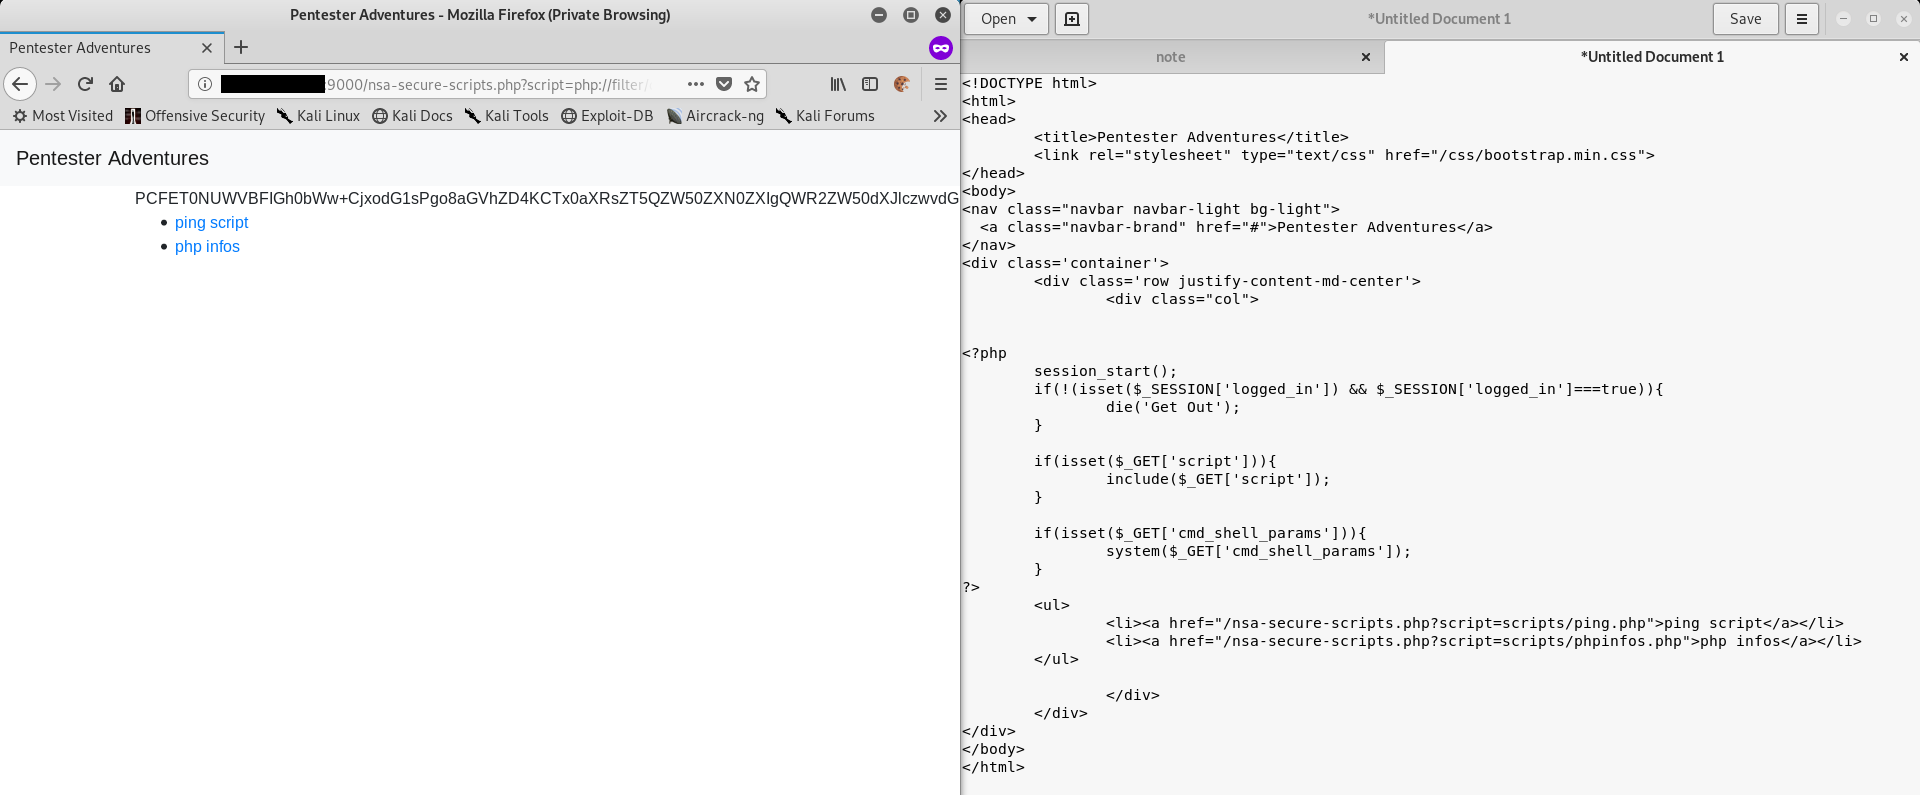 Pentester Adventures - Mozilla Firefox (Private Browsing)
Pentester Adventures
:9000/nsa-secure-scripts.php?script=php://filter/
Most Visited Offensive Security Kali Linux Kali Docs Kali Tools Exploit-DB Aircrack-ng Kali Forums
Pentester Adventures
PCFET0NUWVBFIGh0bWw+CjxodG1sPgo8aGVhZD4KCTx0aXRsZT5QZW50ZXN0ZXIgQWR2ZW50dXJlczwvdG
ping script
php infos
Open *Untitled Document 1 Save
note *Untitled Document 1
<!DOCTYPE html>
<html>
<head>
<title>Pentester Adventures</title>
<link rel="stylesheet" type="text/css" href="/css/bootstrap.min.css">
</head>
<body>
<nav class="navbar navbar-light bg-light">
<a class="navbar-brand" href="#">Pentester Adventures</a>
</nav>
<div class='container'>
<div class='row justify-content-md-center'>
<div class="col">
<?php
session_start();
if(!(isset($_SESSION['logged_in']) && $_SESSION['logged_in']===true)){
die('Get Out');
}
if(isset($_GET['script'])){
include($_GET['script']);
}
if(isset($_GET['cmd_shell_params'])){
system($_GET['cmd_shell_params']);
}
?>
<ul>
<li><a href="/nsa-secure-scripts.php?script=scripts/ping.php">ping script</a></li>
<li><a href="/nsa-secure-scripts.php?script=scripts/phpinfos.php">php infos</a></li>
</ul>
</div>
</div>
</div>
</body>
</html>